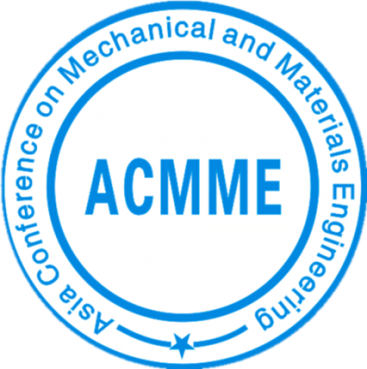 Asia Conference on Mechanical and Materials Engineering
ACMME